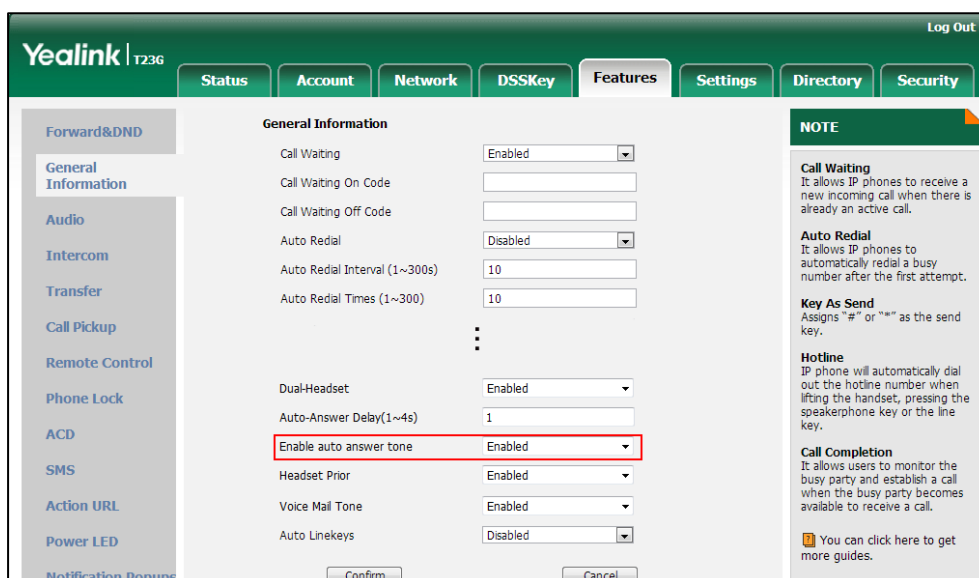 Log Out
Yealink T23G
Status Account Network DSSKey Features Settings Directory Security
Forward&DND
General
Information
Audio
Intercom
Transfer
Call Pickup
Remote Control
Phone Lock
ACD
SMS
Action URL
Power LED
Notification Popups
General Information
Call Waiting Enabled
Call Waiting On Code
Call Waiting Off Code
Auto Redial Disabled
Auto Redial Interval (1~300s) 10
Auto Redial Times (1~300) 10
Dual-Headset Enabled
Auto-Answer Delay(1~4s) 1
Enable auto answer tone Enabled
Headset Prior Enabled
Voice Mail Tone Enabled
Auto Linekeys Disabled
Confirm Cancel
NOTE
Call Waiting
It allows IP phones to receive a
new incoming call when there is
already an active call.
Auto Redial
It allows IP phones to
automatically redial a busy
number after the first attempt.
Key As Send
Assigns "#" or "*" as the send
key.
Hotline
IP phone will automatically dial
out the hotline number when
lifting the handset, pressing the
speakerphone key or the line
key.
Call Completion
It allows users to monitor the
busy party and establish a call
when the busy party becomes
available to receive a call.
You can click here to get
more guides.